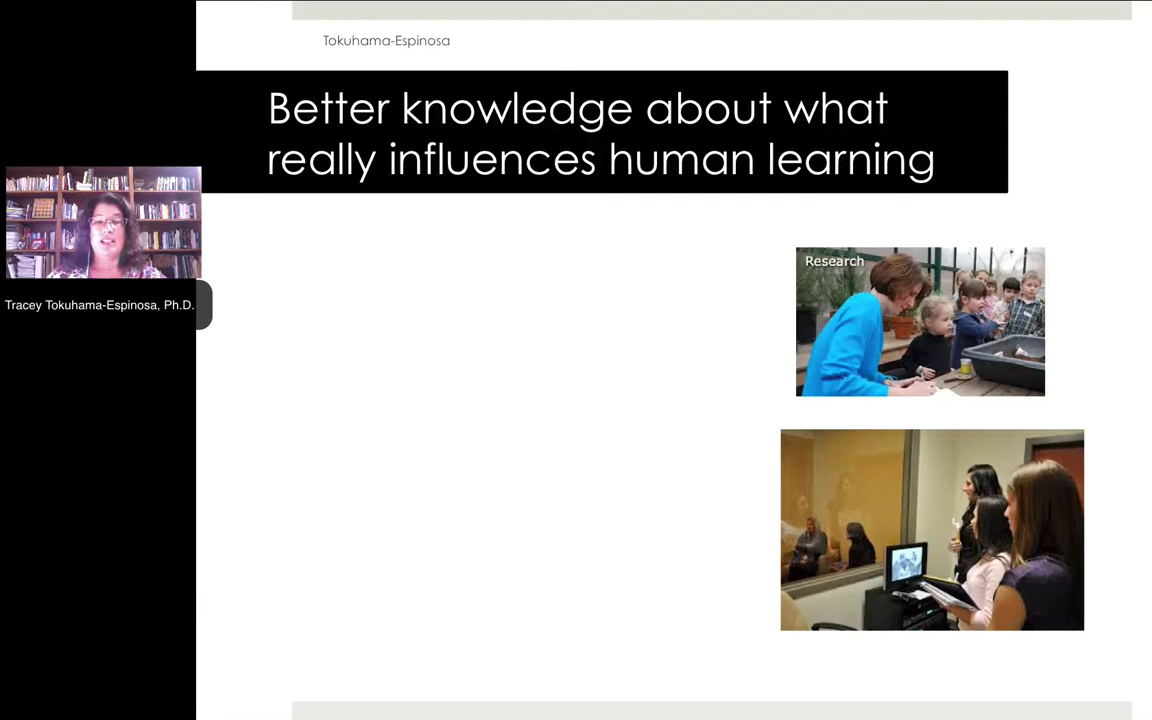 Tokuhama-Espinosa
Better knowledge about what
really influences human learning
Research
Tracey Tokuhama-Espinosa, Ph.D.